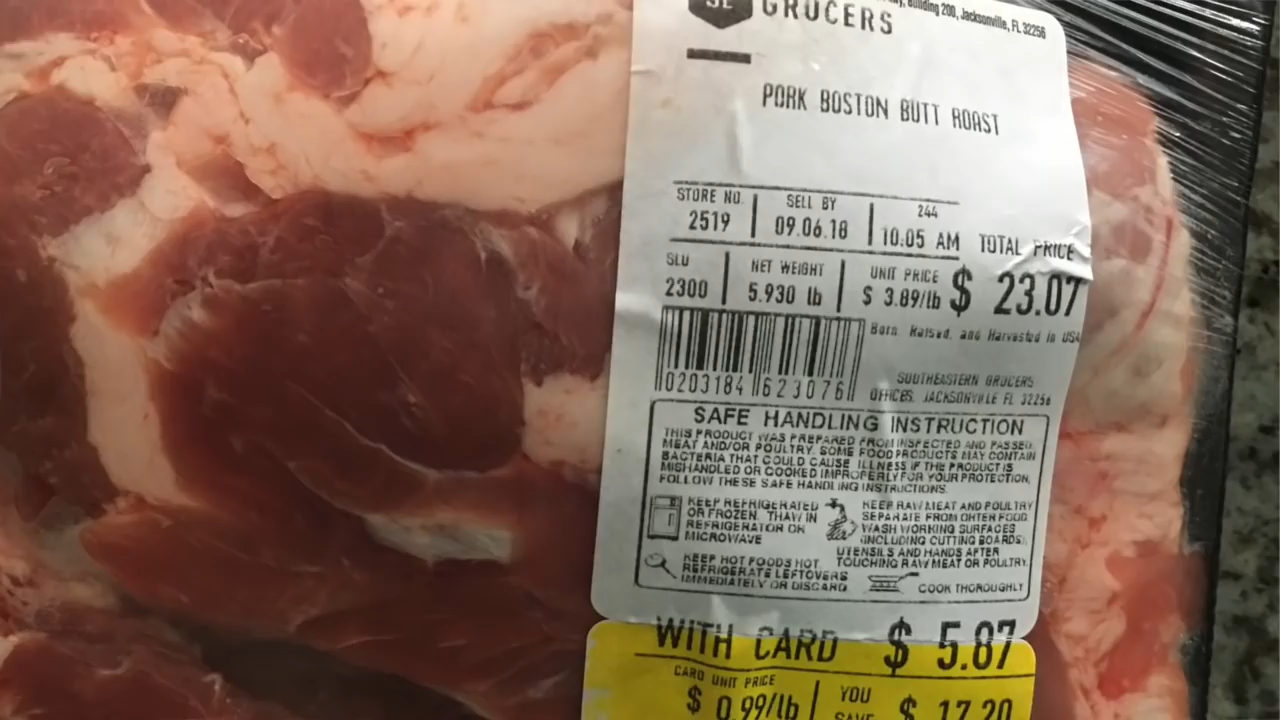 SE GROCERS
Building 200, Jacksonville, FL 32256
PORK BOSTON BUTT ROAST
STORE NO.
2519
SELL BY
09.06.18
244
10.05 AM
TOTAL PRICE
$ 23.07
SLU
2300
NET WEIGHT
5.930 lb
UNIT PRICE
$ 3.89/lb
Born, Raised, and Harvested in USA
0203184 623076
SOUTHEASTERN GROCERS
OFFICES: JACKSONVILLE FL 32256
SAFE HANDLING INSTRUCTION
THIS PRODUCT WAS PREPARED FROM INSPECTED AND PASSED
MEAT AND/OR POULTRY. SOME FOOD PRODUCTS MAY CONTAIN
BACTERIA THAT COULD CAUSE ILLNESS IF THE PRODUCT IS
MISHANDLED OR COOKED IMPROPERLY FOR YOUR PROTECTION,
FOLLOW THESE SAFE HANDLING INSTRUCTIONS.
KEEP REFRIGERATED
OR FROZEN. THAW IN
REFRIGERATOR OR
MICROWAVE
KEEP RAW MEAT AND POULTRY
SEPARATE FROM OHTER FOOD.
WASH WORKING SURFACES
(INCLUDING CUTTING BOARDS),
UTENSILS AND HANDS AFTER
TOUCHING RAW MEAT OR POULTRY.
KEEP HOT FOODS HOT.
REFRIGERATE LEFTOVERS
IMMEDIATELY OR DISCARD
COOK THOROUGHLY
WITH CARD $ 5.87
CARD UNIT PRICE
$ 0.99/lb
YOU
SAVE
$ 17.20